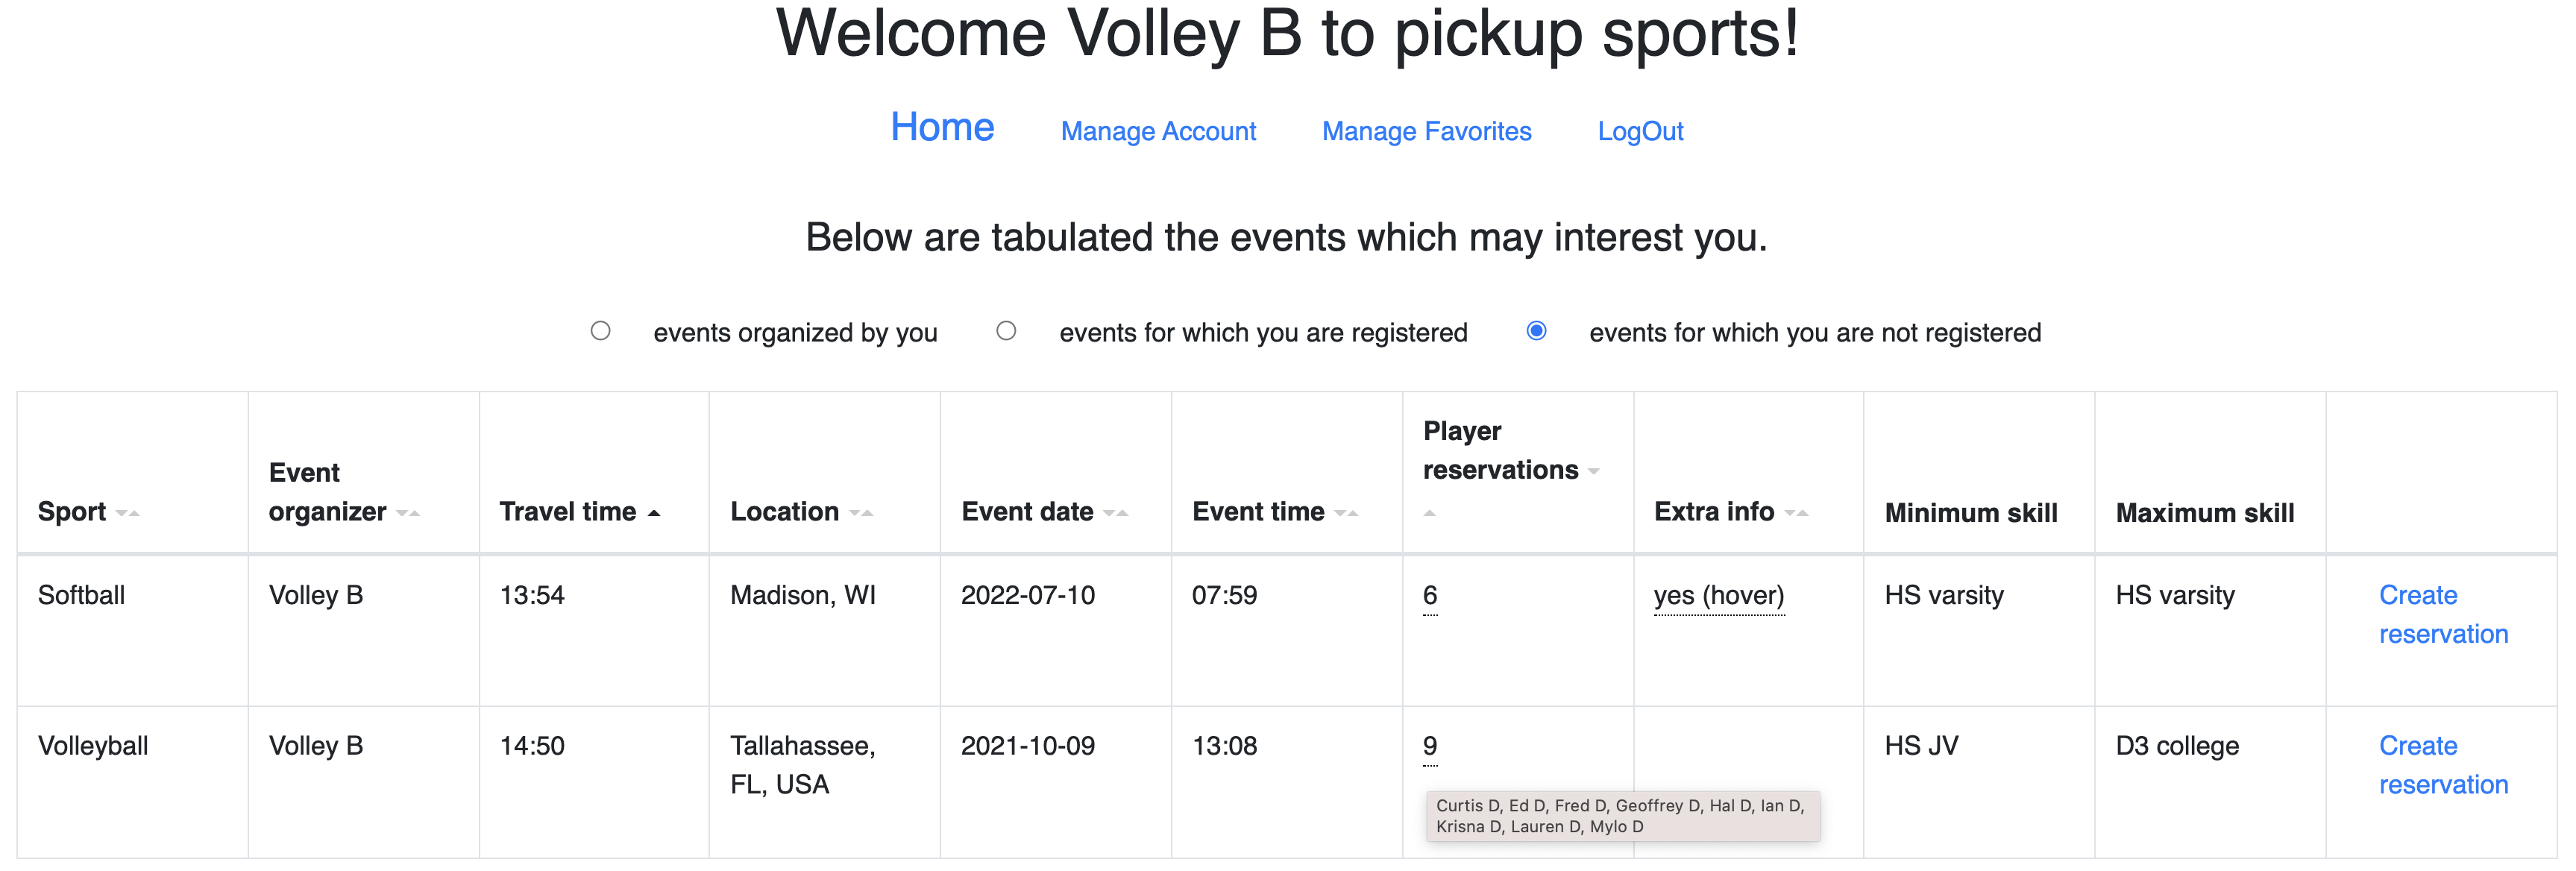 Welcome Volley B to pickup sports!
Home Manage Account Manage Favorites LogOut
Below are tabulated the events which may interest you.
events organized by you events for which you are registered events for which you are not registered
Sport
Event
organizer
Travel time
Location
Event date
Event time
Player
reservations
Extra info
Minimum skill
Maximum skill
Softball
Volley B
13:54
Madison, WI
2022-07-10
07:59
6
yes (hover)
HS varsity
HS varsity
Create
reservation
Volleyball
Volley B
14:50
Tallahassee,
FL, USA
2021-10-09
13:08
9
HS JV
D3 college
Create
reservation
Curtis D, Ed D, Fred D, Geoffrey D, Hal D, Ian D,
Krisna D, Lauren D, Mylo D